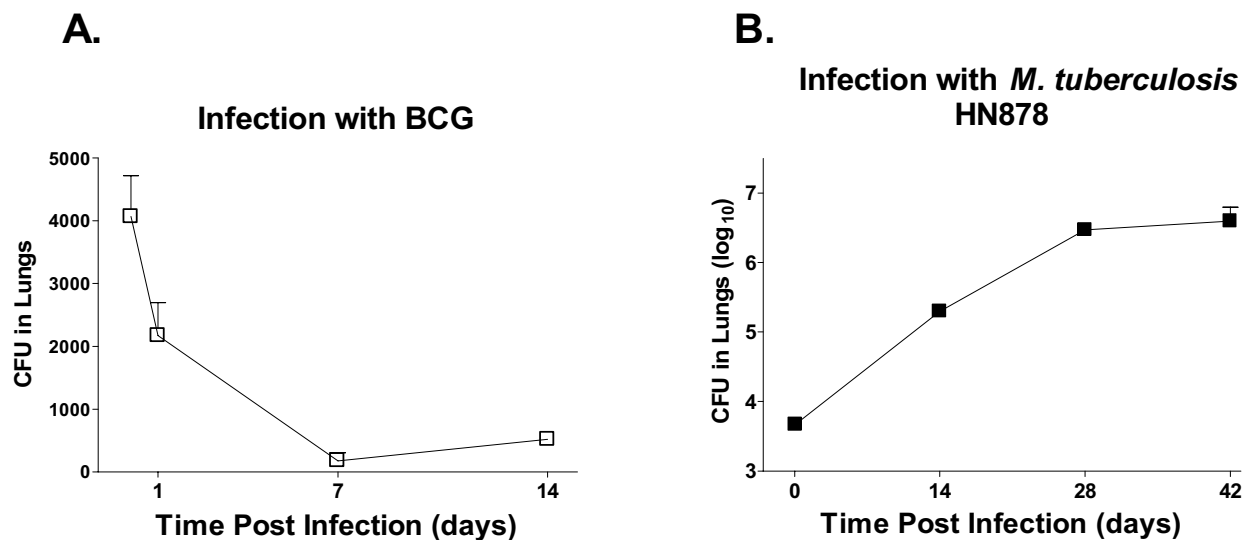 A.
Infection with BCG
CFU in Lungs
5000
4000
3000
2000
1000
0
1 7 14
Time Post Infection (days)
B.
Infection with M. tuberculosis
HN878
CFU in Lungs (log10)
7
6
5
4
3
0 14 28 42
Time Post Infection (days)